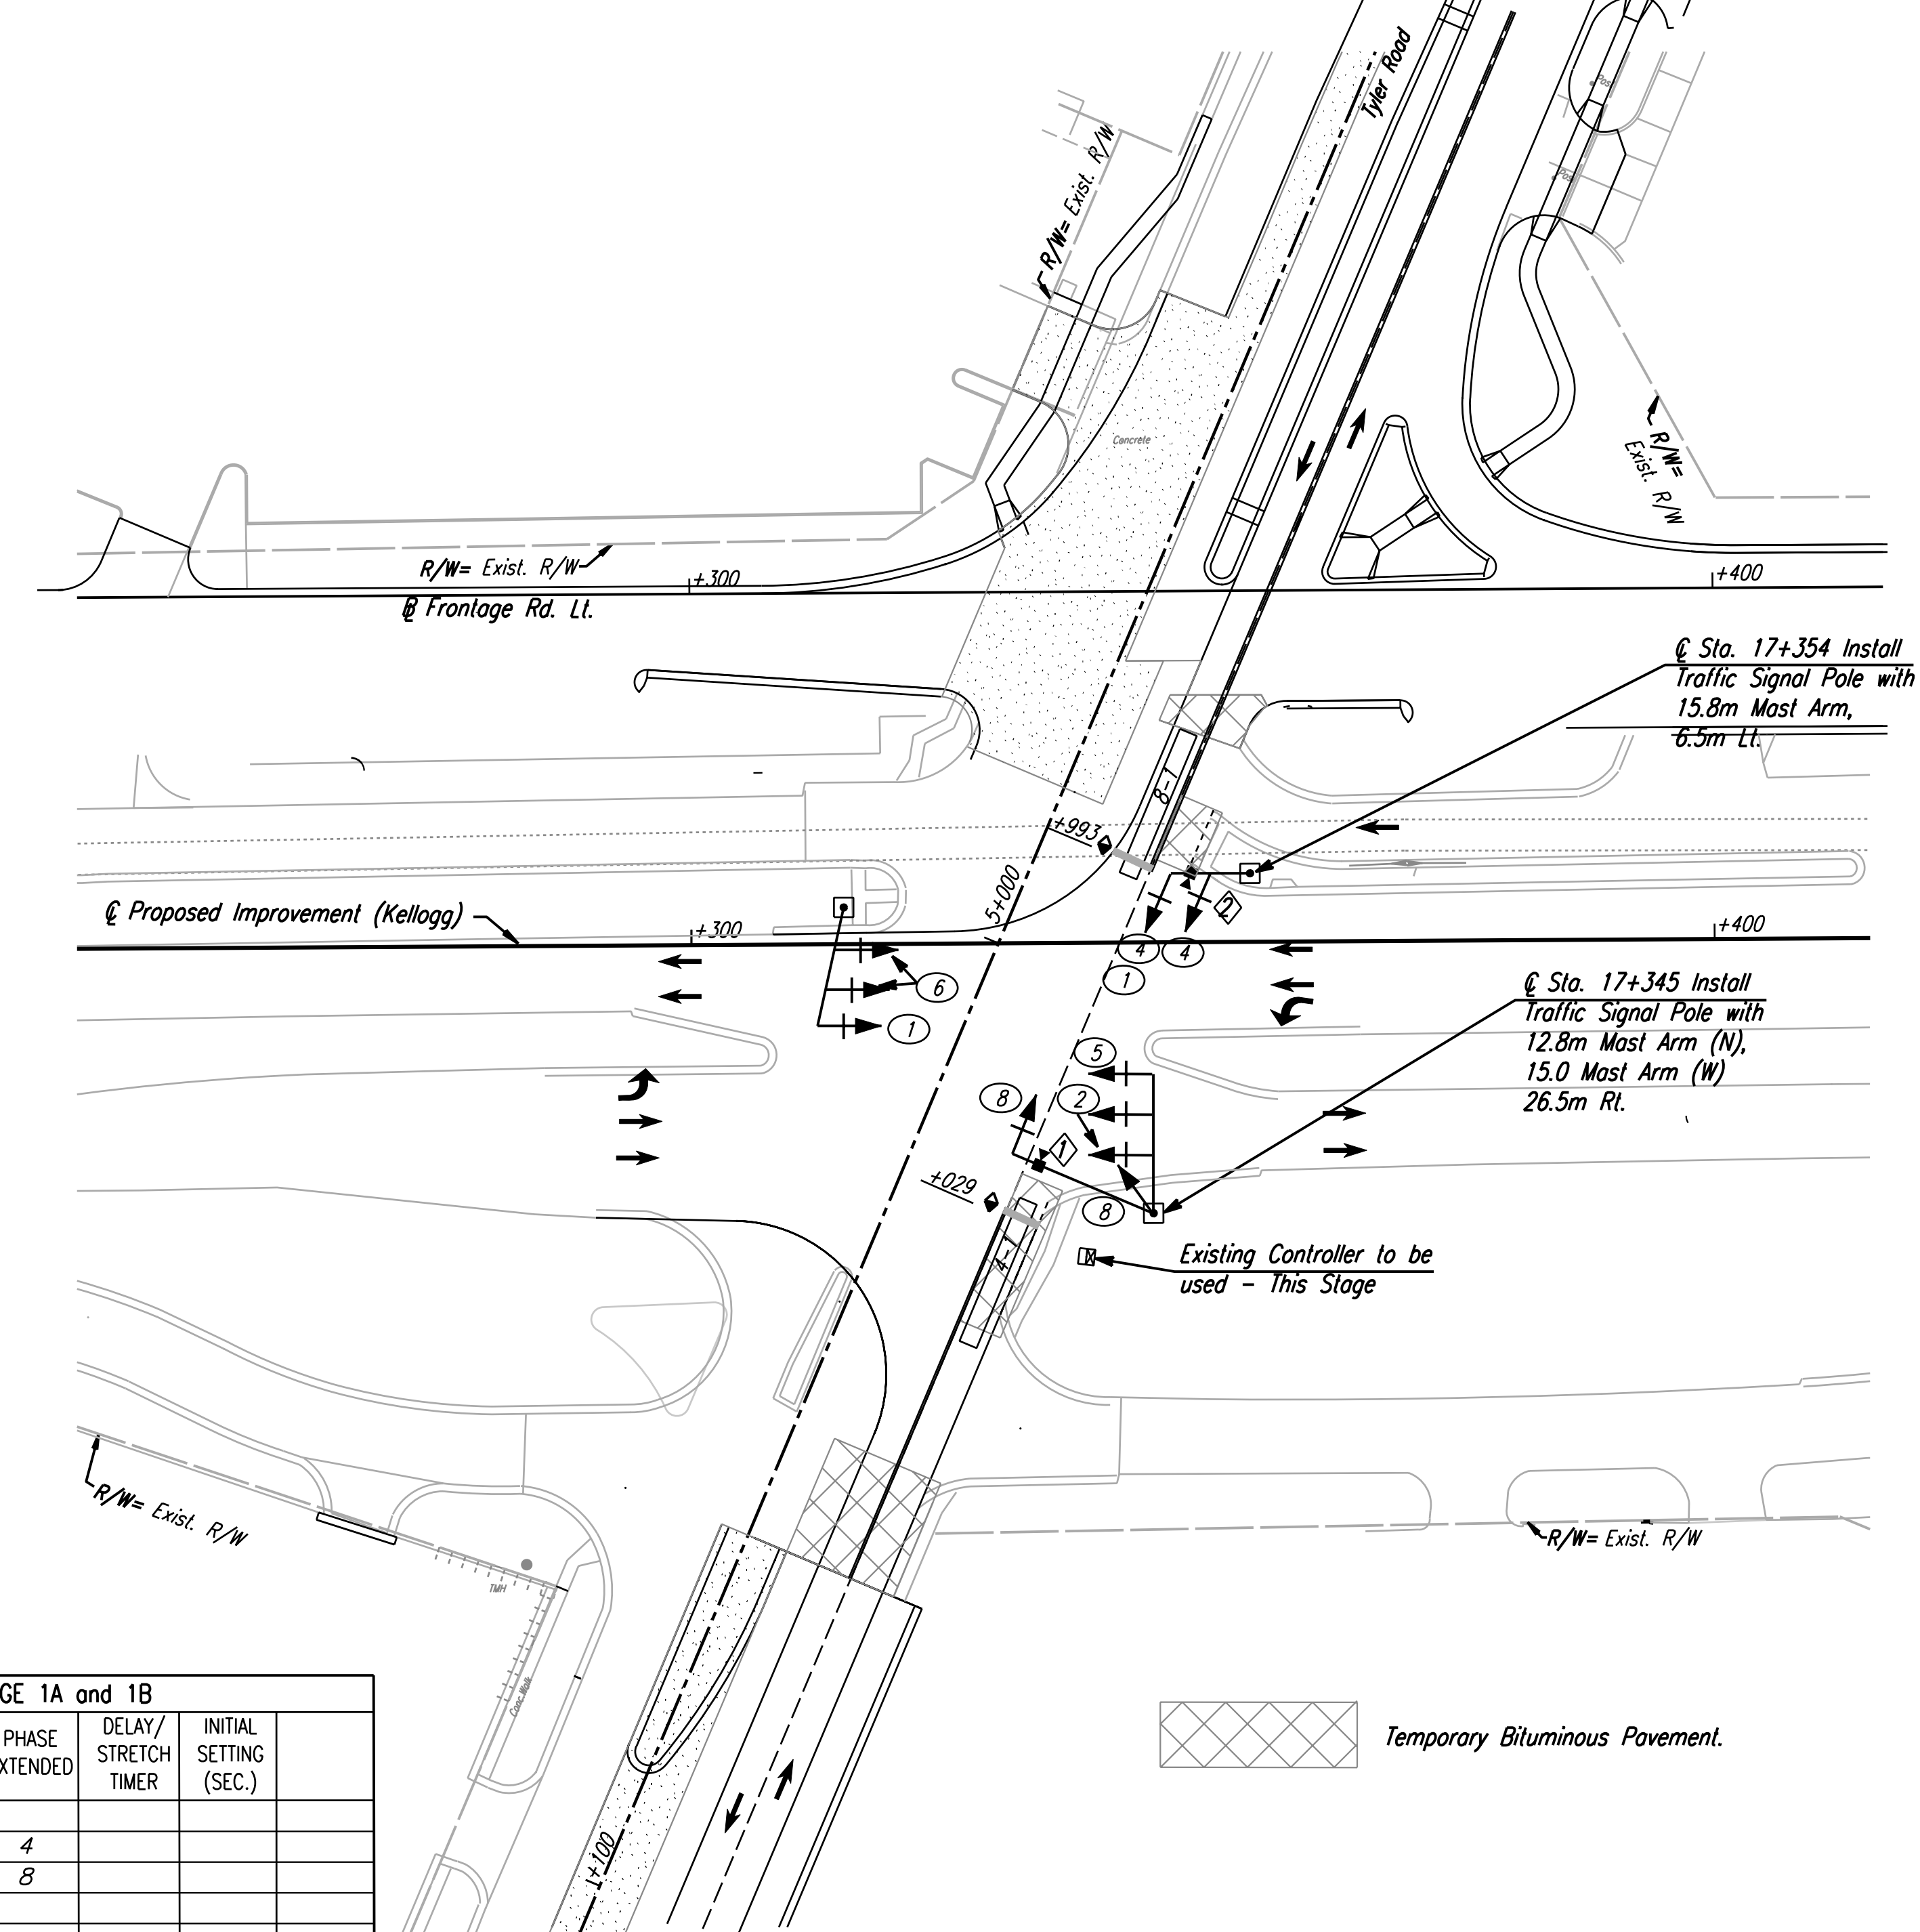 Tyler Road
Post
Post
R/W= Exist. R/W
Concrete
R/W=
Exist. R/W
R/W= Exist. R/W
+300
+400
℄ Frontage Rd. Lt.
℄ Sta. 17+354 Install
Traffic Signal Pole with
15.8m Mast Arm,
6.5m Lt.
8-1
+993
5+000
℄ Proposed Improvement (Kellogg)
+300
2
+400
4
4
1
6
1
℄ Sta. 17+345 Install
Traffic Signal Pole with
12.8m Mast Arm (N),
15.0 Mast Arm (W)
26.5m Rt.
5
8
2
1
+029
8
4-1
Existing Controller to be
used - This Stage
R/W= Exist. R/W
R/W= Exist. R/W
TMH
Conc.Walk
GE 1A and 1B
PHASE
XTENDED
DELAY/
STRETCH
TIMER
INITIAL
SETTING
(SEC.)
4
8
1+100
Temporary Bituminous Pavement.